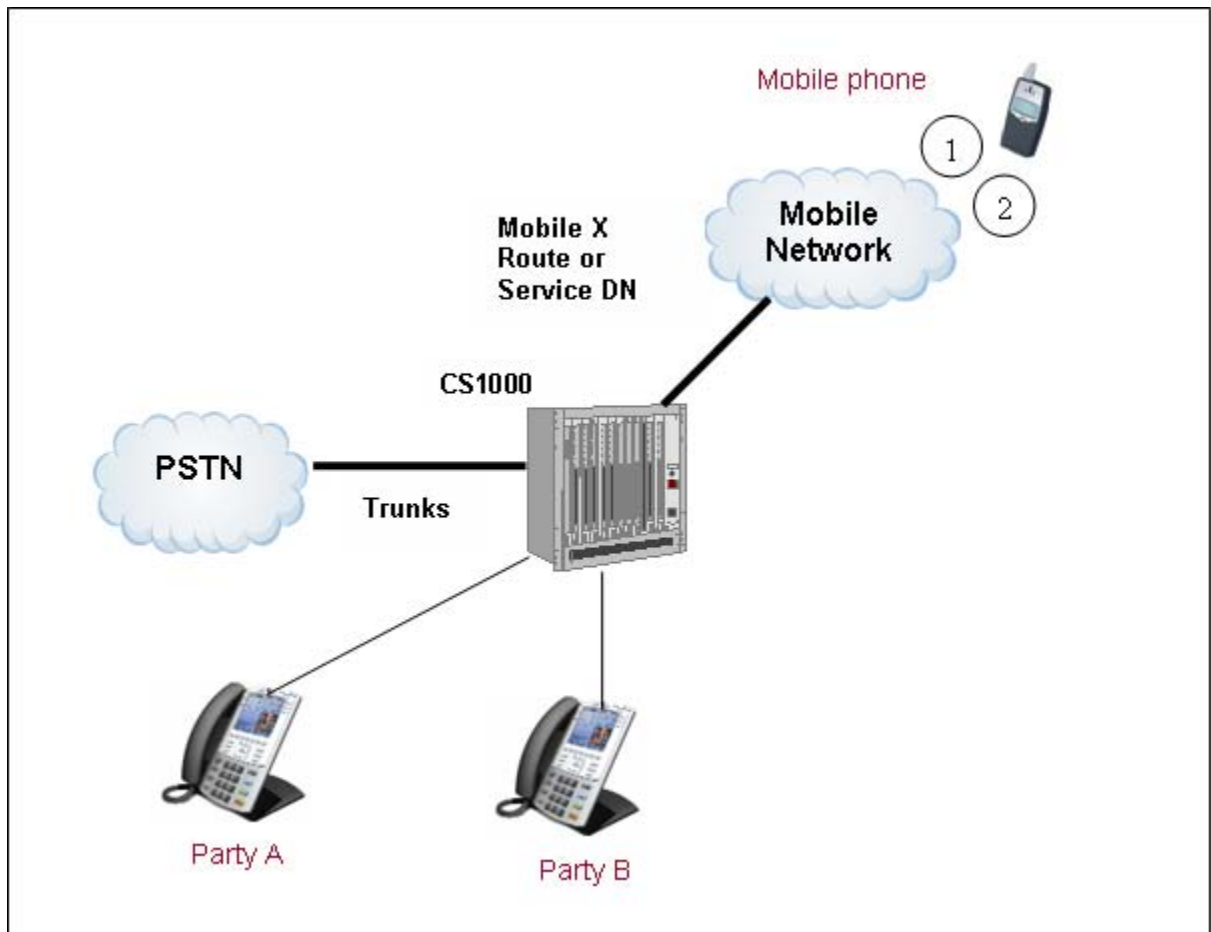 Mobile phone
1
2
Mobile
Network
Mobile X
Route or
Service DN
CS1000
PSTN
Trunks
Party A
Party B